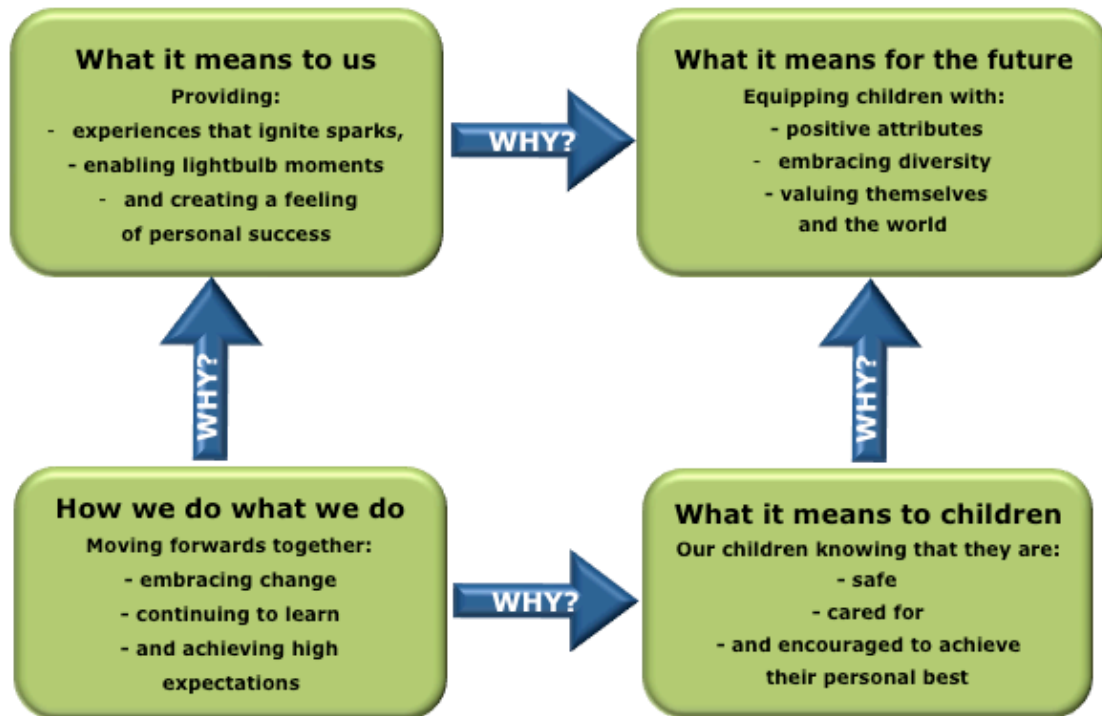 What it means to us
Providing:
- experiences that ignite sparks,
- enabling lightbulb moments
- and creating a feeling
of personal success
WHY?
What it means for the future
Equipping children with:
- positive attributes
- embracing diversity
- valuing themselves
and the world
WHY?
WHY?
How we do what we do
Moving forwards together:
- embracing change
- continuing to learn
- and achieving high
expectations
WHY?
What it means to children
Our children knowing that they are:
- safe
- cared for
- and encouraged to achieve
their personal best